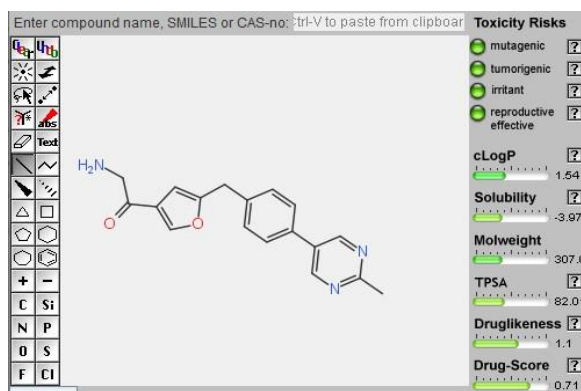 Enter compound name, SMILES or CAS-no: Ctrl-V to paste from clipboar
Toxicity Risks
mutagenic ?
tumorigenic ?
irritant ?
reproductive ?
effective
cLogP ?
1.54
Solubility ?
-3.97
Molweight ?
307.
TPSA ?
82.0
Druglikeness ?
1.1
Drug-Score ?
0.71
abs
Text
+ -
C Si
N P
O S
F Cl
H₂N
O
O
N
N